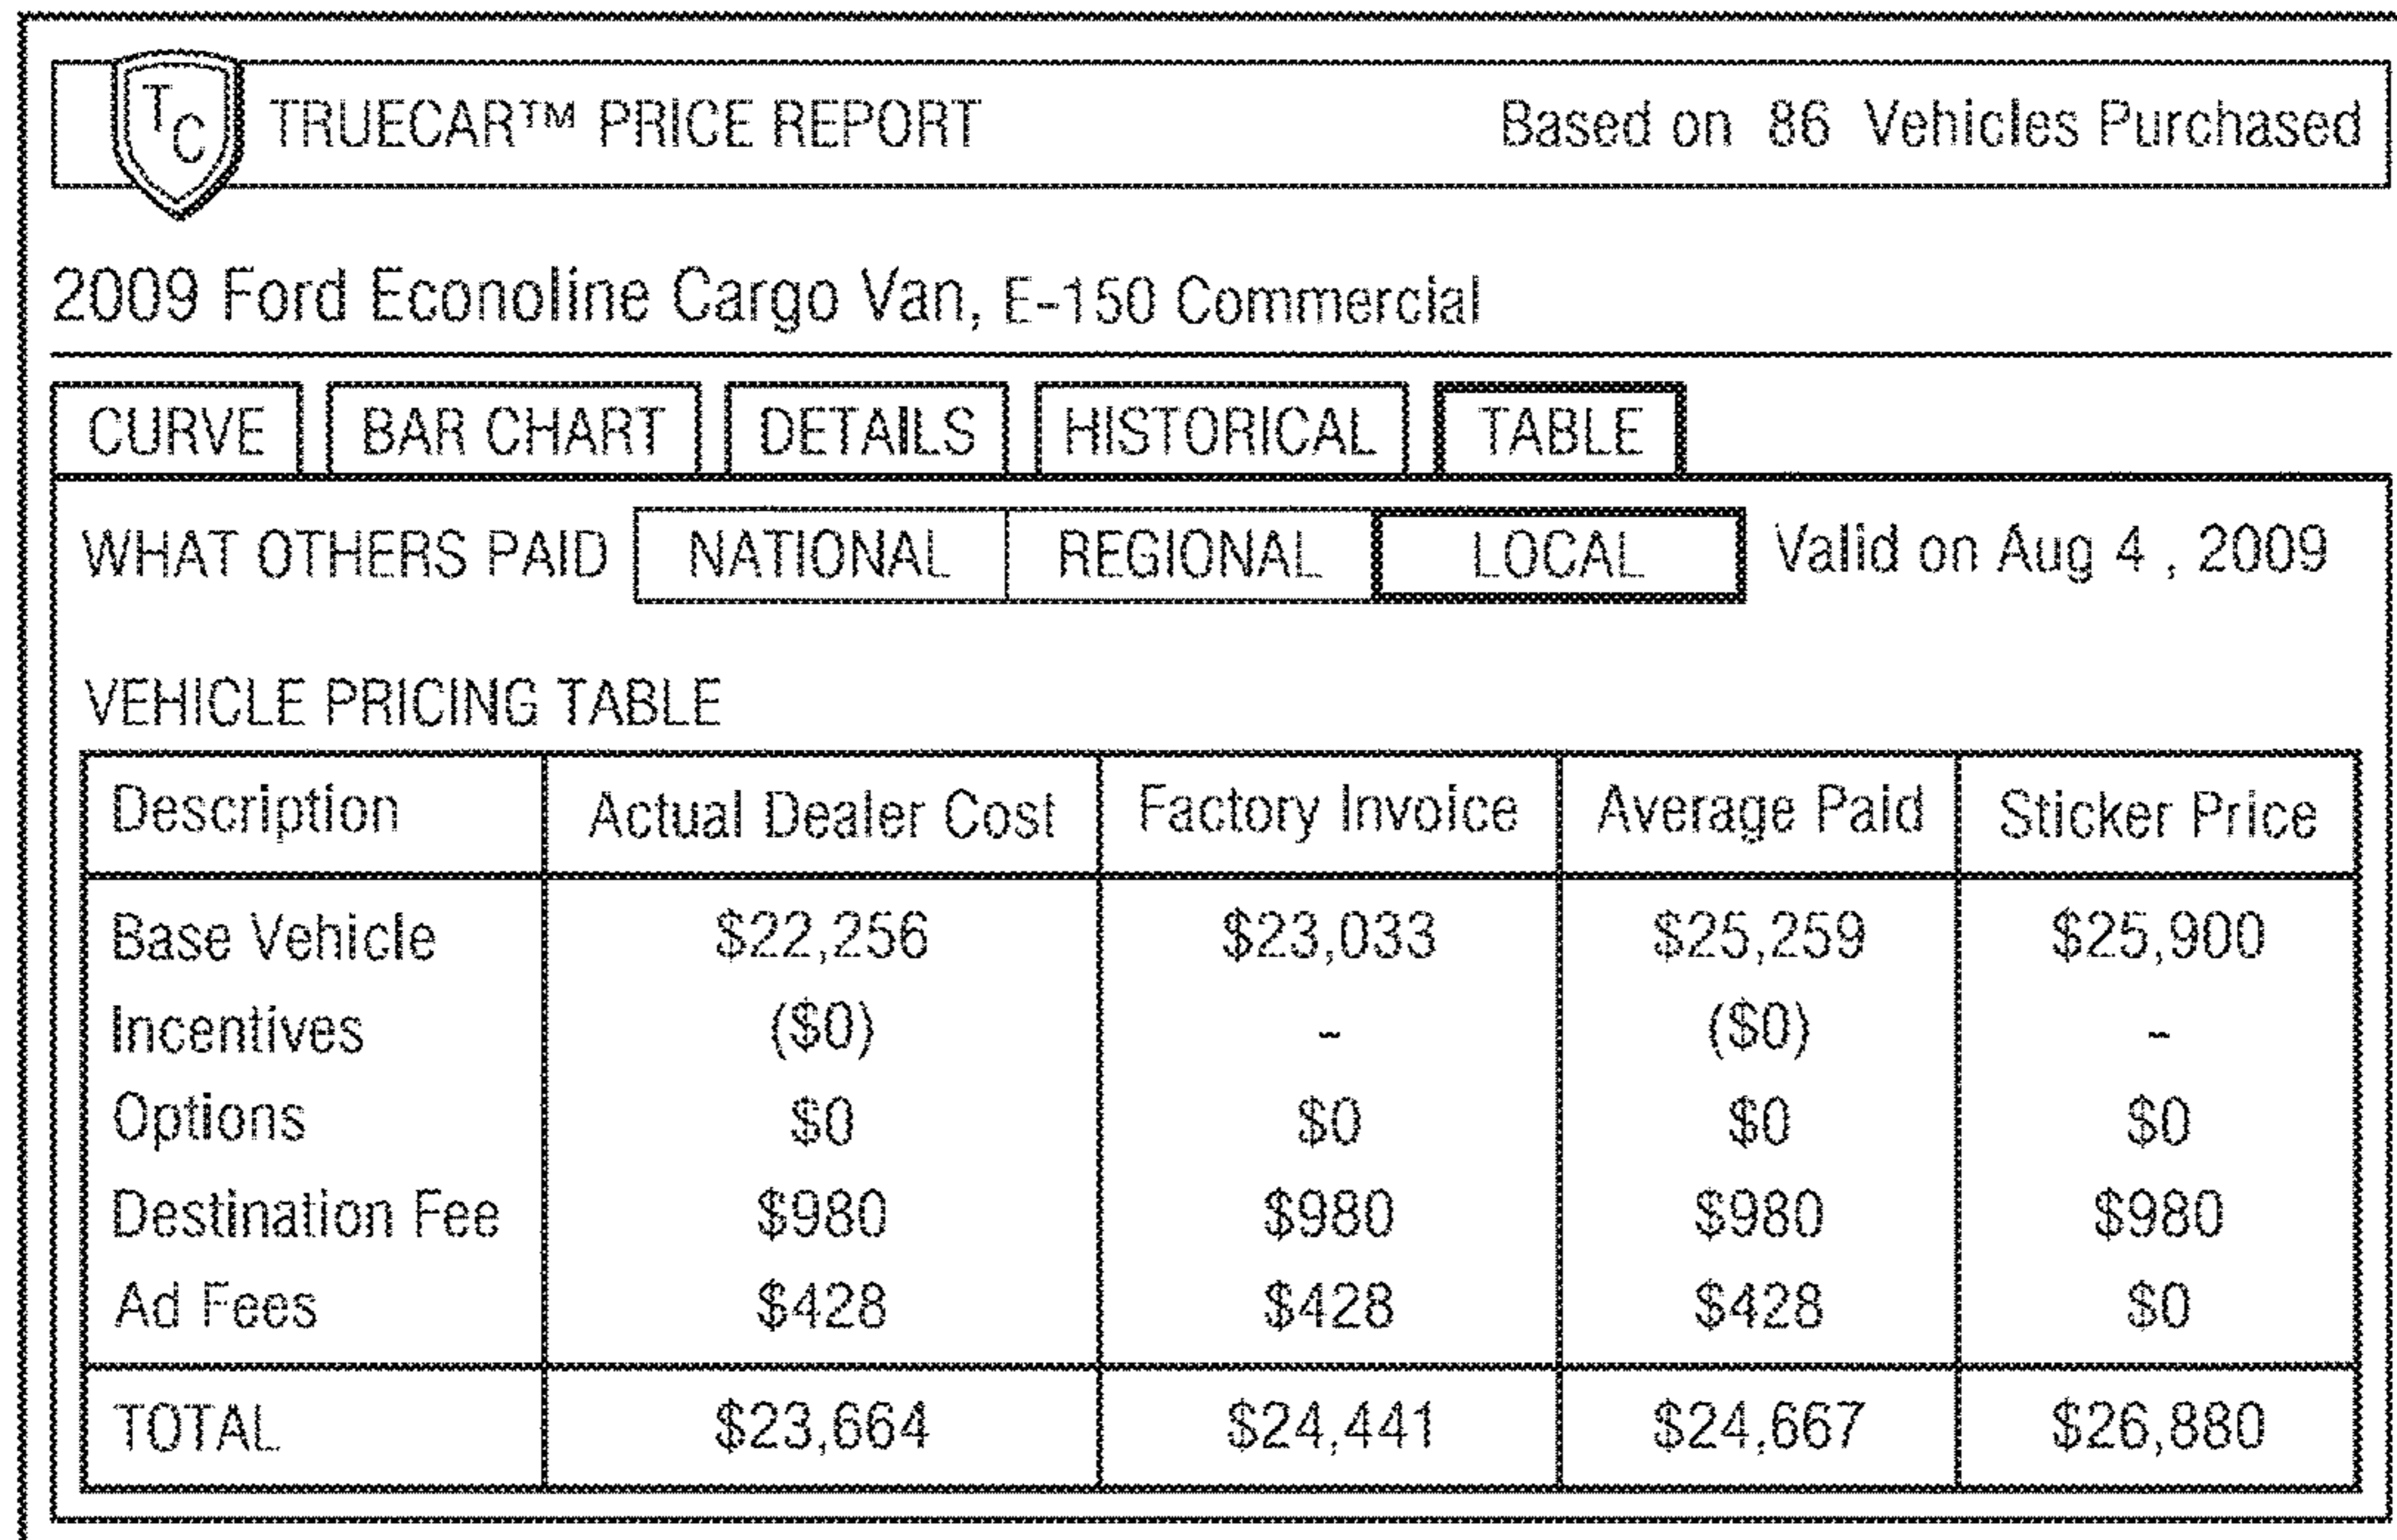 TC TRUECAR™ PRICE REPORT Based on 86 Vehicles Purchased
2009 Ford Econoline Cargo Van, E-150 Commercial
CURVE BAR CHART DETAILS HISTORICAL TABLE
WHAT OTHERS PAID NATIONAL REGIONAL LOCAL Valid on Aug 4 , 2009
VEHICLE PRICING TABLE
Description Actual Dealer Cost Factory Invoice Average Paid Sticker Price
Base Vehicle $22,256 $23,033 $25,259 $25,900
Incentives ($0) - ($0) -
Options $0 $0 $0 $0
Destination Fee $980 $980 $980 $980
Ad Fees $428 $428 $428 $0
TOTAL $23,664 $24,441 $24,667 $26,880